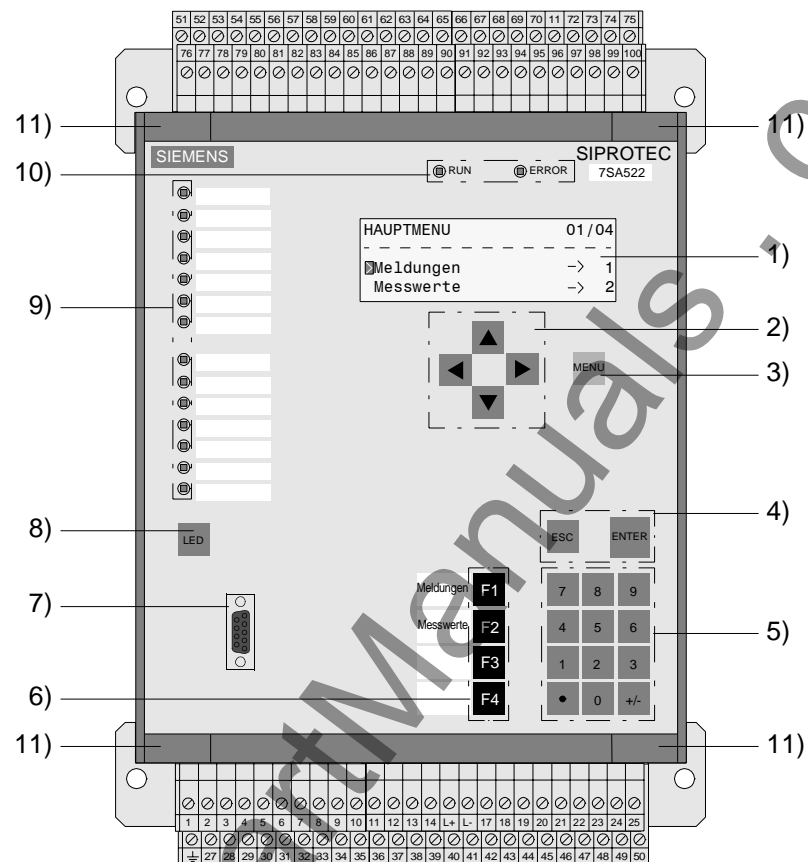 51 52 53 54 55 56 57 58 59 60 61 62 63 64 65 66 67 68 69 70 11 72 73 74 75
76 77 78 79 80 81 82 83 84 85 86 87 88 89 90 91 92 93 94 95 96 97 98 99 100
11) 11)
SIEMENS SIPROTEC
10) RUN ERROR 7SA522
HAUPTMENU 01/04
1)
Meldungen -> 1
Messwerte -> 2
9)
2)
MENU
3)
4)
8) LED ESC ENTER
Meldungen F1 7 8 9
7)
Messwerte F2 4 5 6
5)
F3 1 2 3
6) F4 0 +/-
11) 11)
1 2 3 4 5 6 7 8 9 10 11 12 13 14 L+ L- 17 18 19 20 21 22 23 24 25
27 28 29 30 31 32 33 34 35 36 37 38 39 40 41 42 43 44 45 46 47 48 49 50
artManuals . c